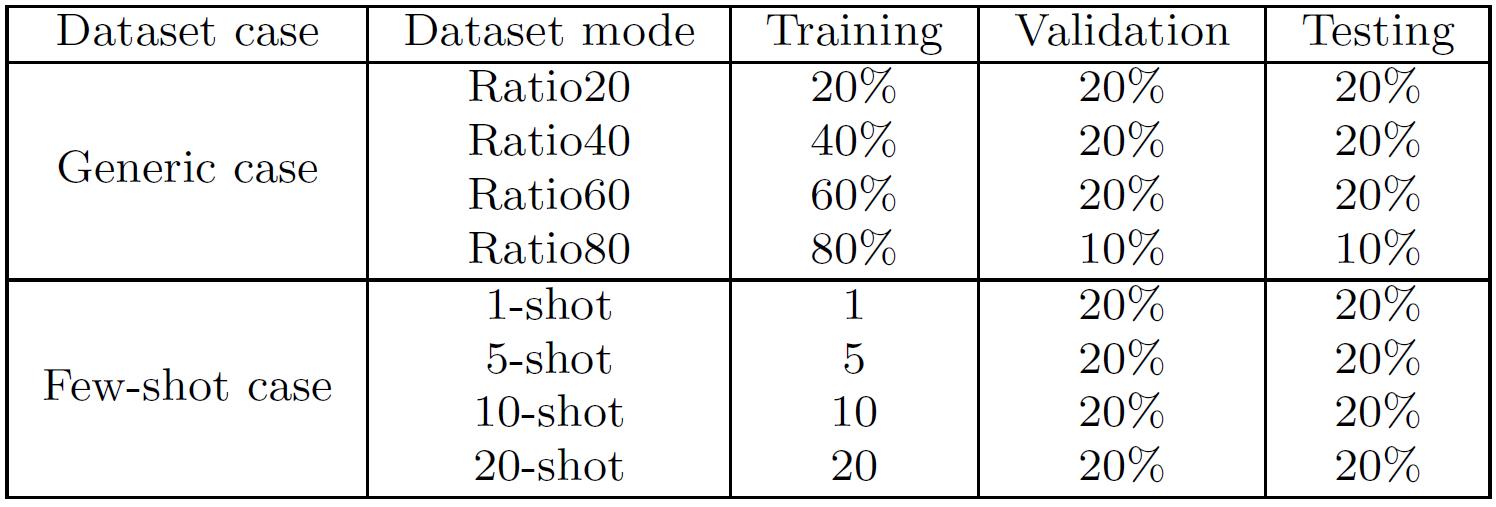 Dataset case Dataset mode Training Validation Testing
Generic case
Ratio20 20% 20% 20%
Ratio40 40% 20% 20%
Ratio60 60% 20% 20%
Ratio80 80% 10% 10%
Few-shot case
1-shot 1 20% 20%
5-shot 5 20% 20%
10-shot 10 20% 20%
20-shot 20 20% 20%